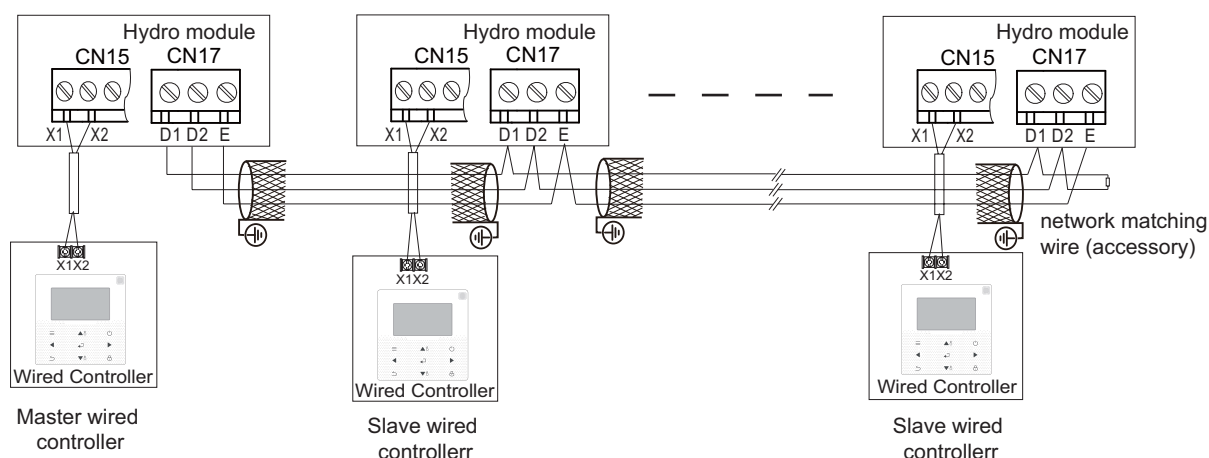 Hydro module
CN15 CN17
X1 X2 D1 D2 E
X1X2
Wired Controller
Master wired
controller
Hydro module
CN15 CN17
X1 X2 D1 D2 E
X1X2
Wired Controller
Slave wired
controllerr
Hydro module
CN15 CN17
X1 X2 D1 D2 E
network matching
wire (accessory)
X1X2
Wired Controller
Slave wired
controllerr